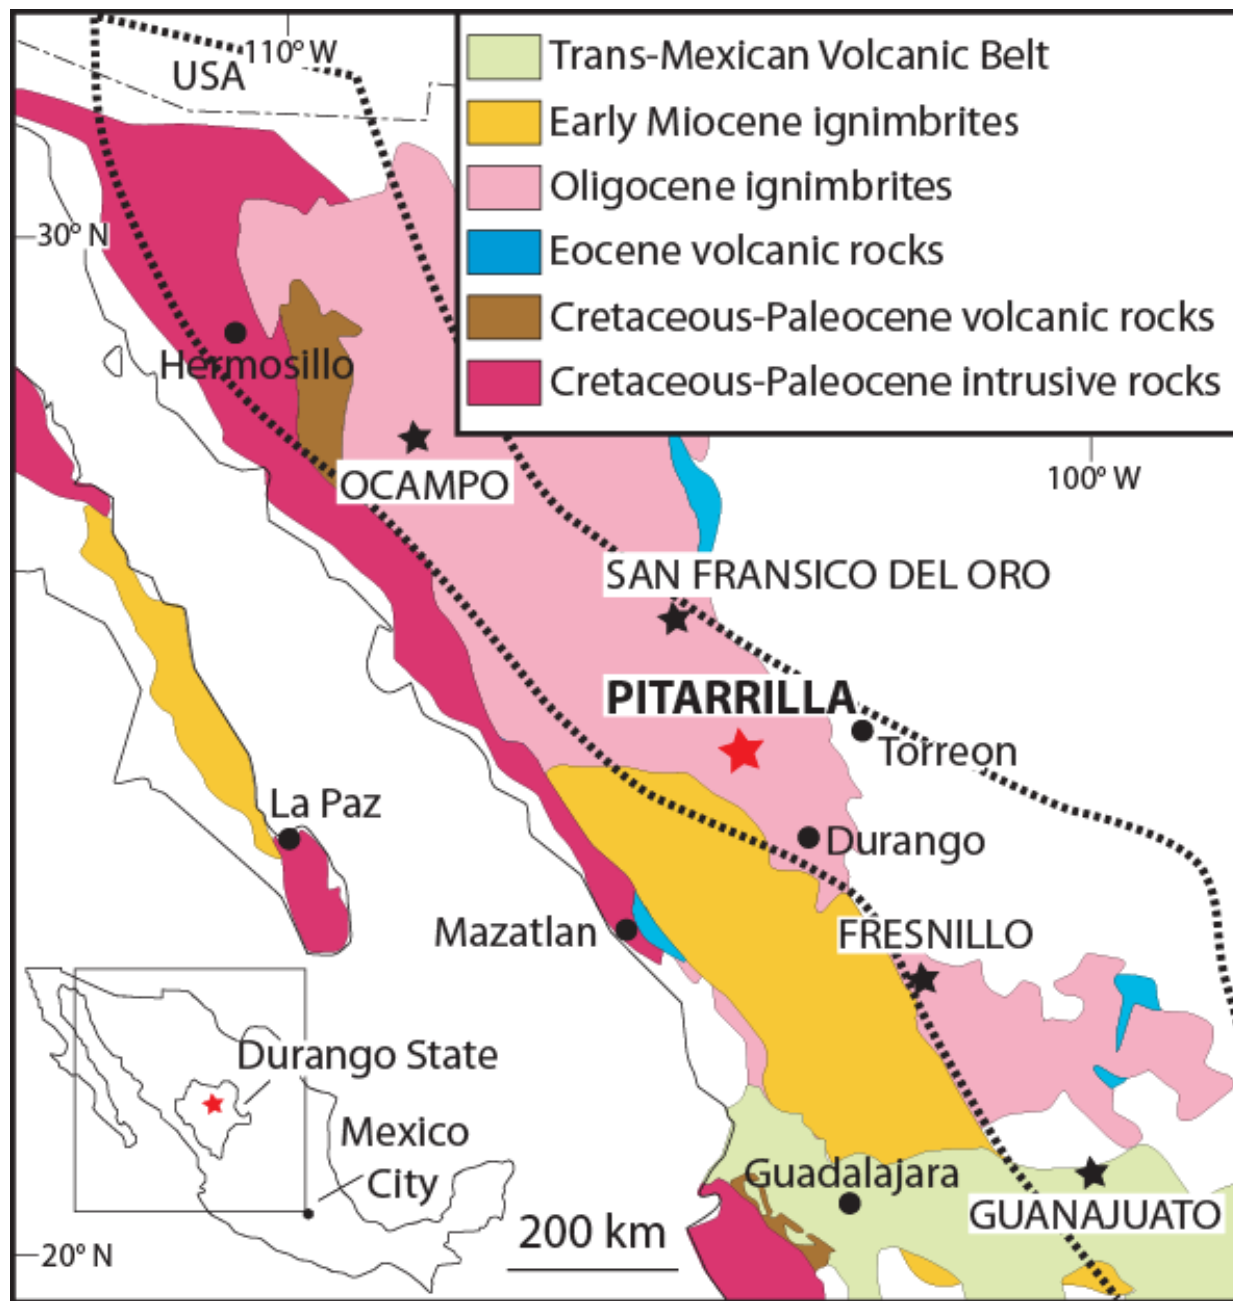 110° W
USA
Trans-Mexican Volcanic Belt
Early Miocene ignimbrites
Oligocene ignimbrites
Eocene volcanic rocks
Cretaceous-Paleocene volcanic rocks
Cretaceous-Paleocene intrusive rocks
30° N
Hermosillo
OCAMPO
100° W
SAN FRANSICO DEL ORO
PITARRILLA
Torreon
La Paz
Durango
Mazatlan
FRESNILLO
Durango State
Mexico
City
Guadalajara
GUANAJUATO
200 km
20° N